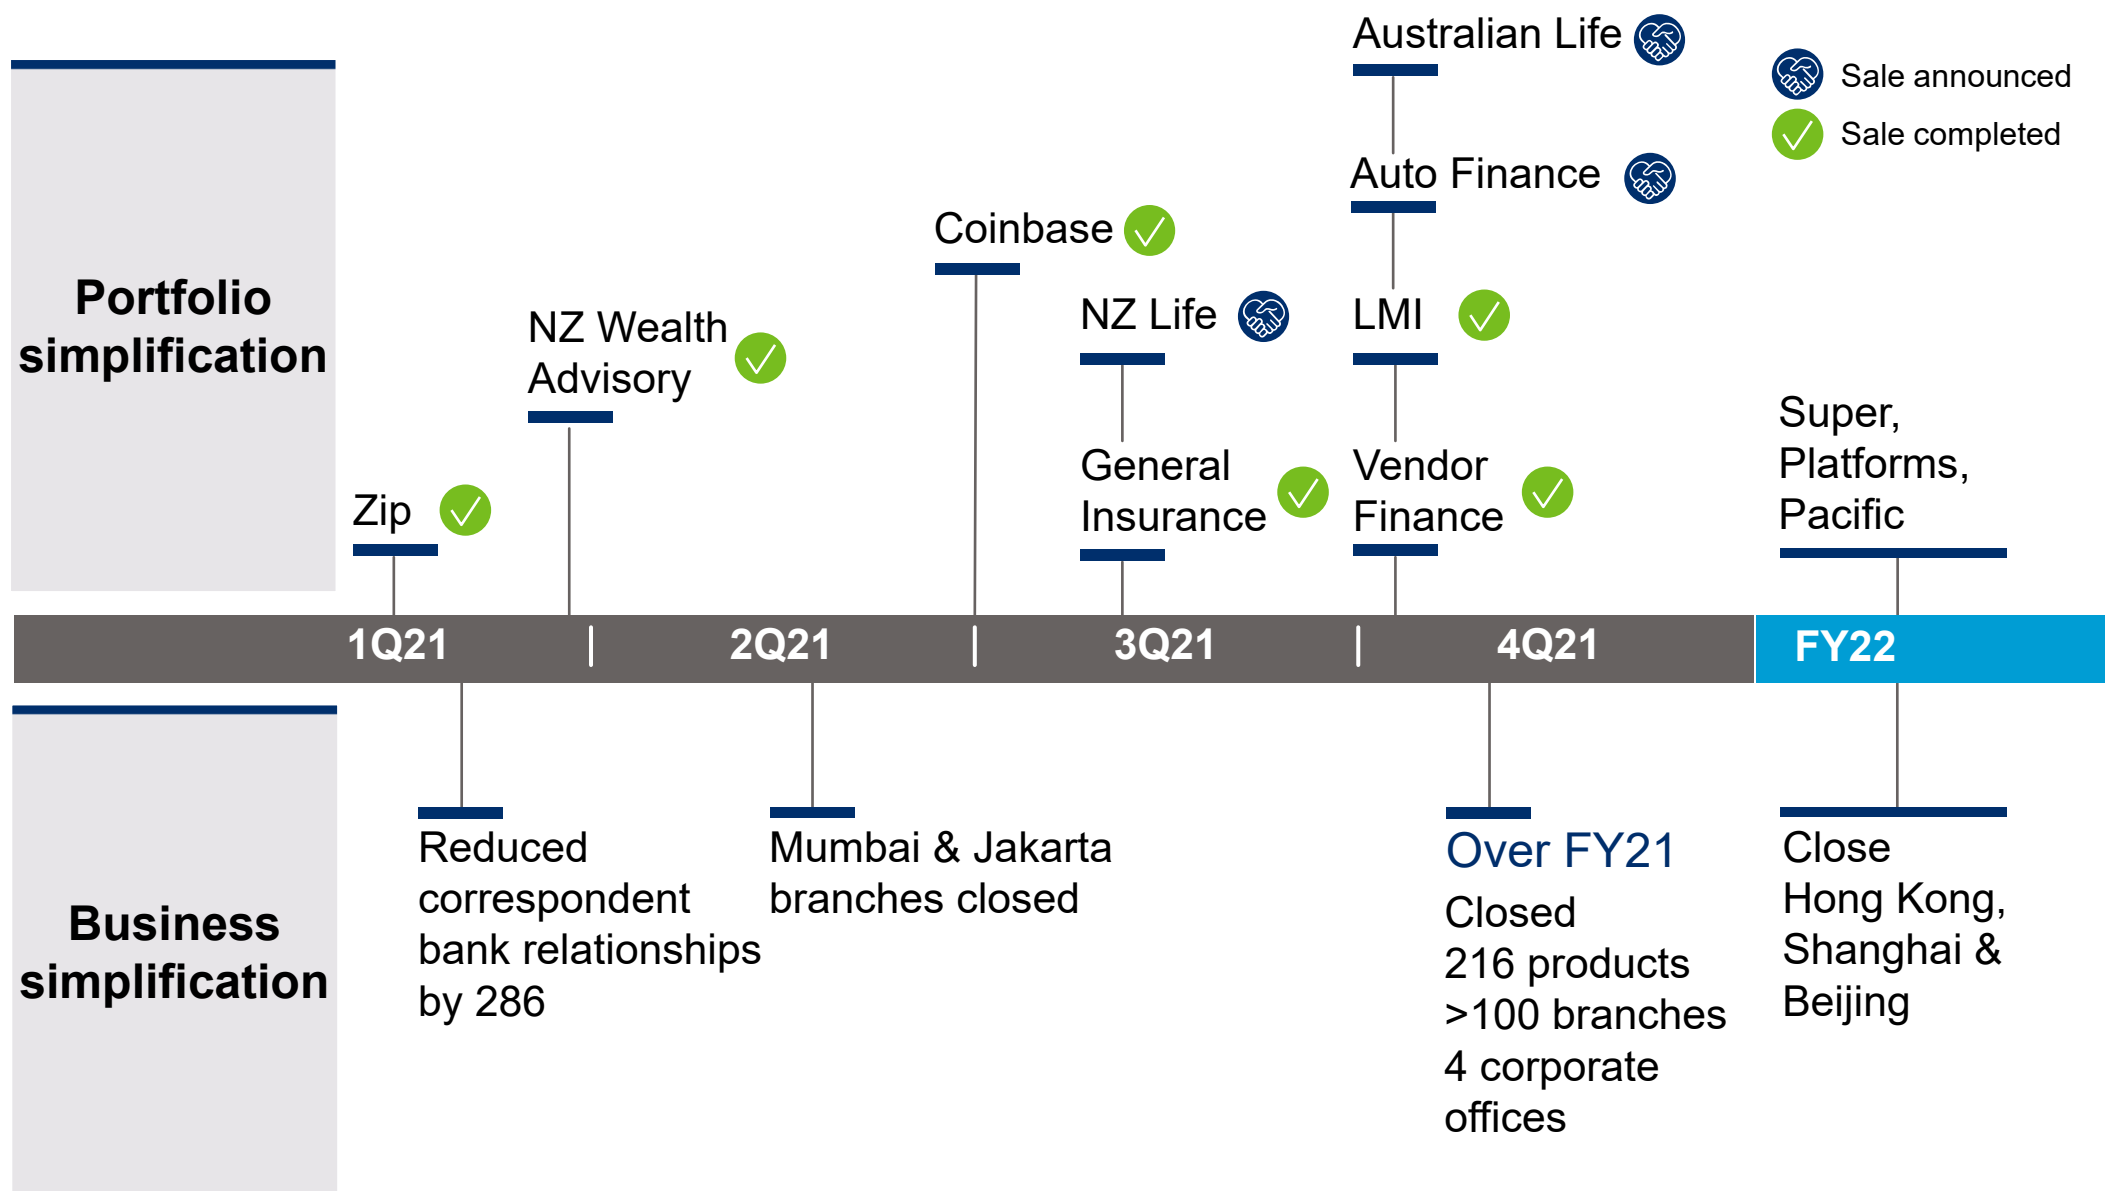 Portfolio
simplification
Zip
NZ Wealth
Advisory
Coinbase
NZ Life
General
Insurance
Australian Life
Auto Finance
LMI
Vendor
Finance
Sale announced
Sale completed
Super,
Platforms,
Pacific
1Q21 | 2Q21 | 3Q21 | 4Q21 FY22
Business
simplification
Reduced
correspondent
bank relationships
by 286
Mumbai & Jakarta
branches closed
Over FY21
Closed
216 products
>100 branches
4 corporate
offices
Close
Hong Kong,
Shanghai &
Beijing